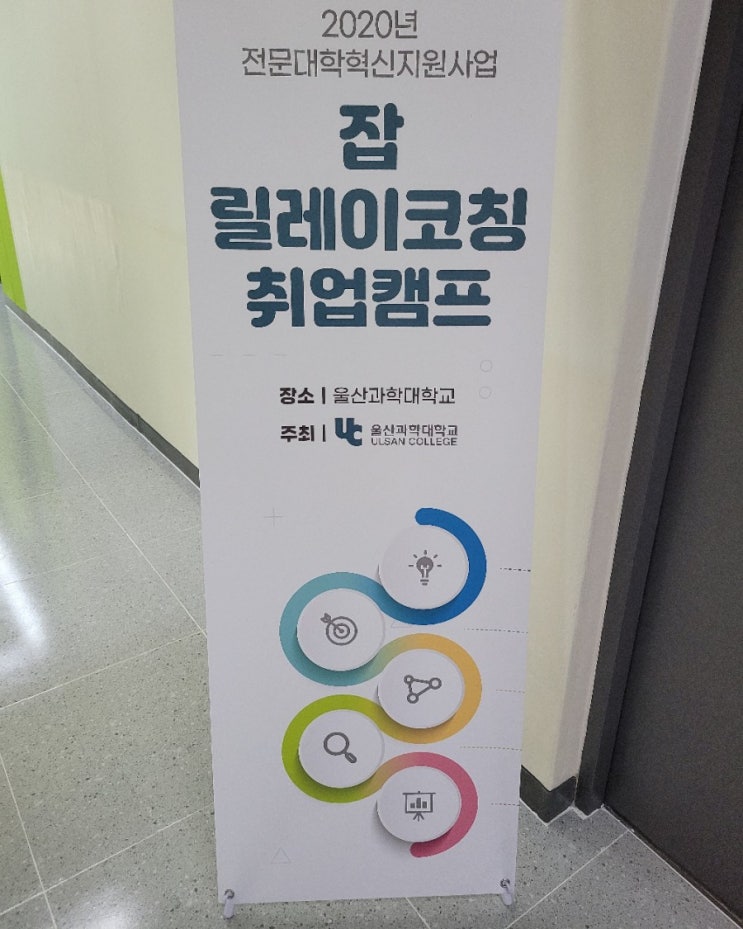 2020년
전문대학혁신지원사업
잡
릴레이코칭
취업캠프
장소 | 울산과학대학교
주최 | UC 울산과학대학교
ULSAN COLLEGE